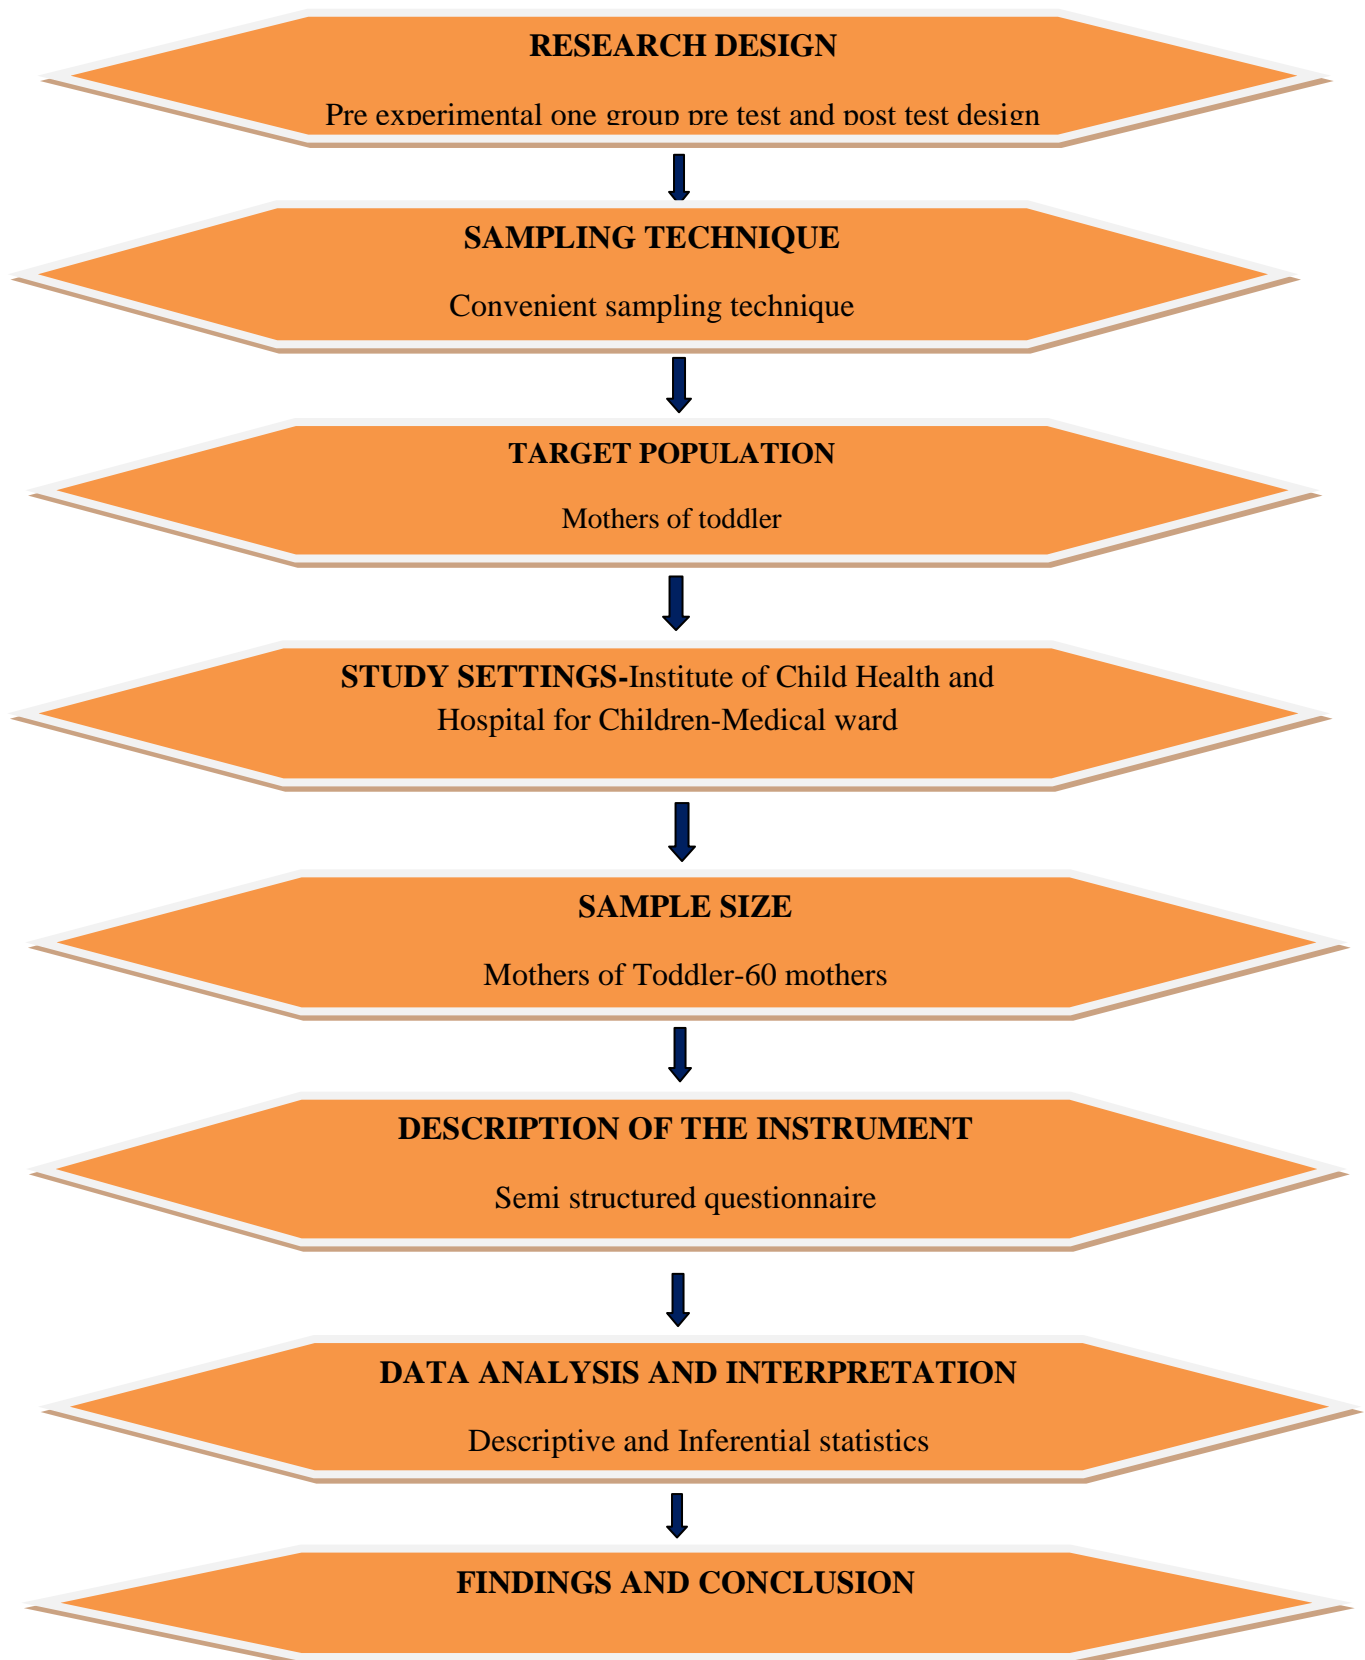 RESEARCH DESIGN
Pre experimental one group pre test and post test design
SAMPLING TECHNIQUE
Convenient sampling technique
TARGET POPULATION
Mothers of toddler
STUDY SETTINGS-Institute of Child Health and
Hospital for Children-Medical ward
SAMPLE SIZE
Mothers of Toddler-60 mothers
DESCRIPTION OF THE INSTRUMENT
Semi structured questionnaire
DATA ANALYSIS AND INTERPRETATION
Descriptive and Inferential statistics
FINDINGS AND CONCLUSION